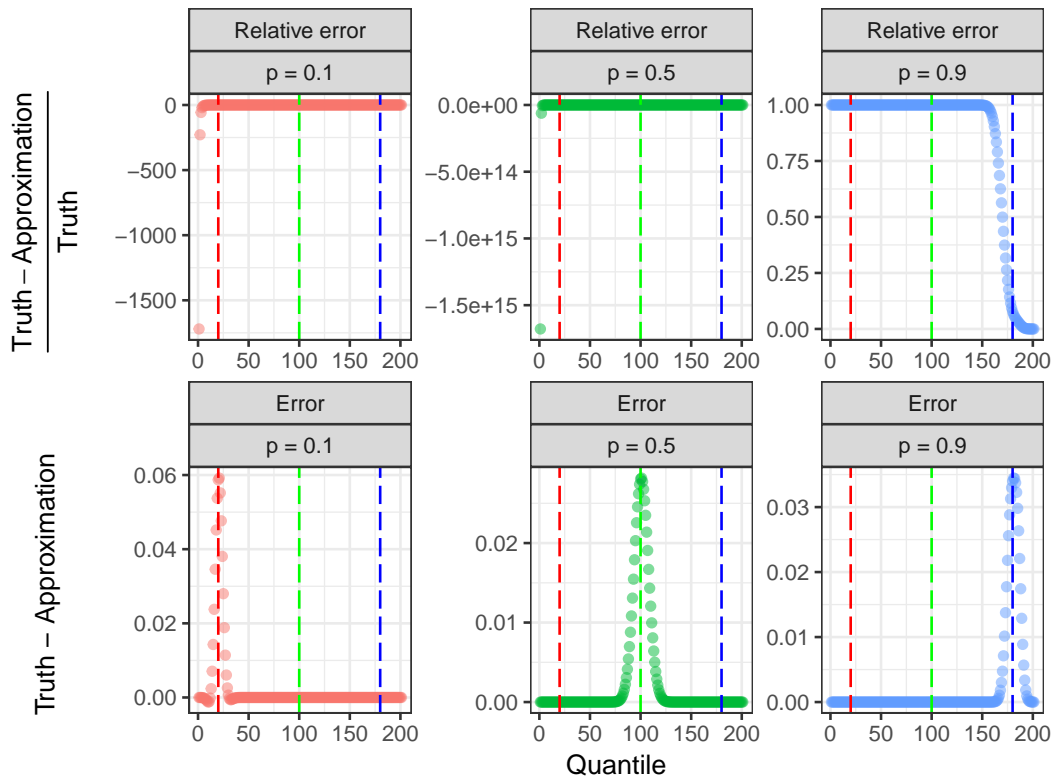 Relative error
Relative error
Relative error
p = 0.1
p = 0.5
p = 0.9
Truth − Approximation
Truth
0
−500
−1000
−1500
0 50 100 150 200
0.0e+00
−5.0e+14
−1.0e+15
−1.5e+15
0 50 100 150 200
1.00
0.75
0.50
0.25
0.00
0 50 100 150 200
Error
Error
Error
p = 0.1
p = 0.5
p = 0.9
Truth − Approximation
0.06
0.04
0.02
0.00
0 50 100 150 200
0.02
0.01
0.00
0 50 100 150 200
0.03
0.02
0.01
0.00
0 50 100 150 200
Quantile